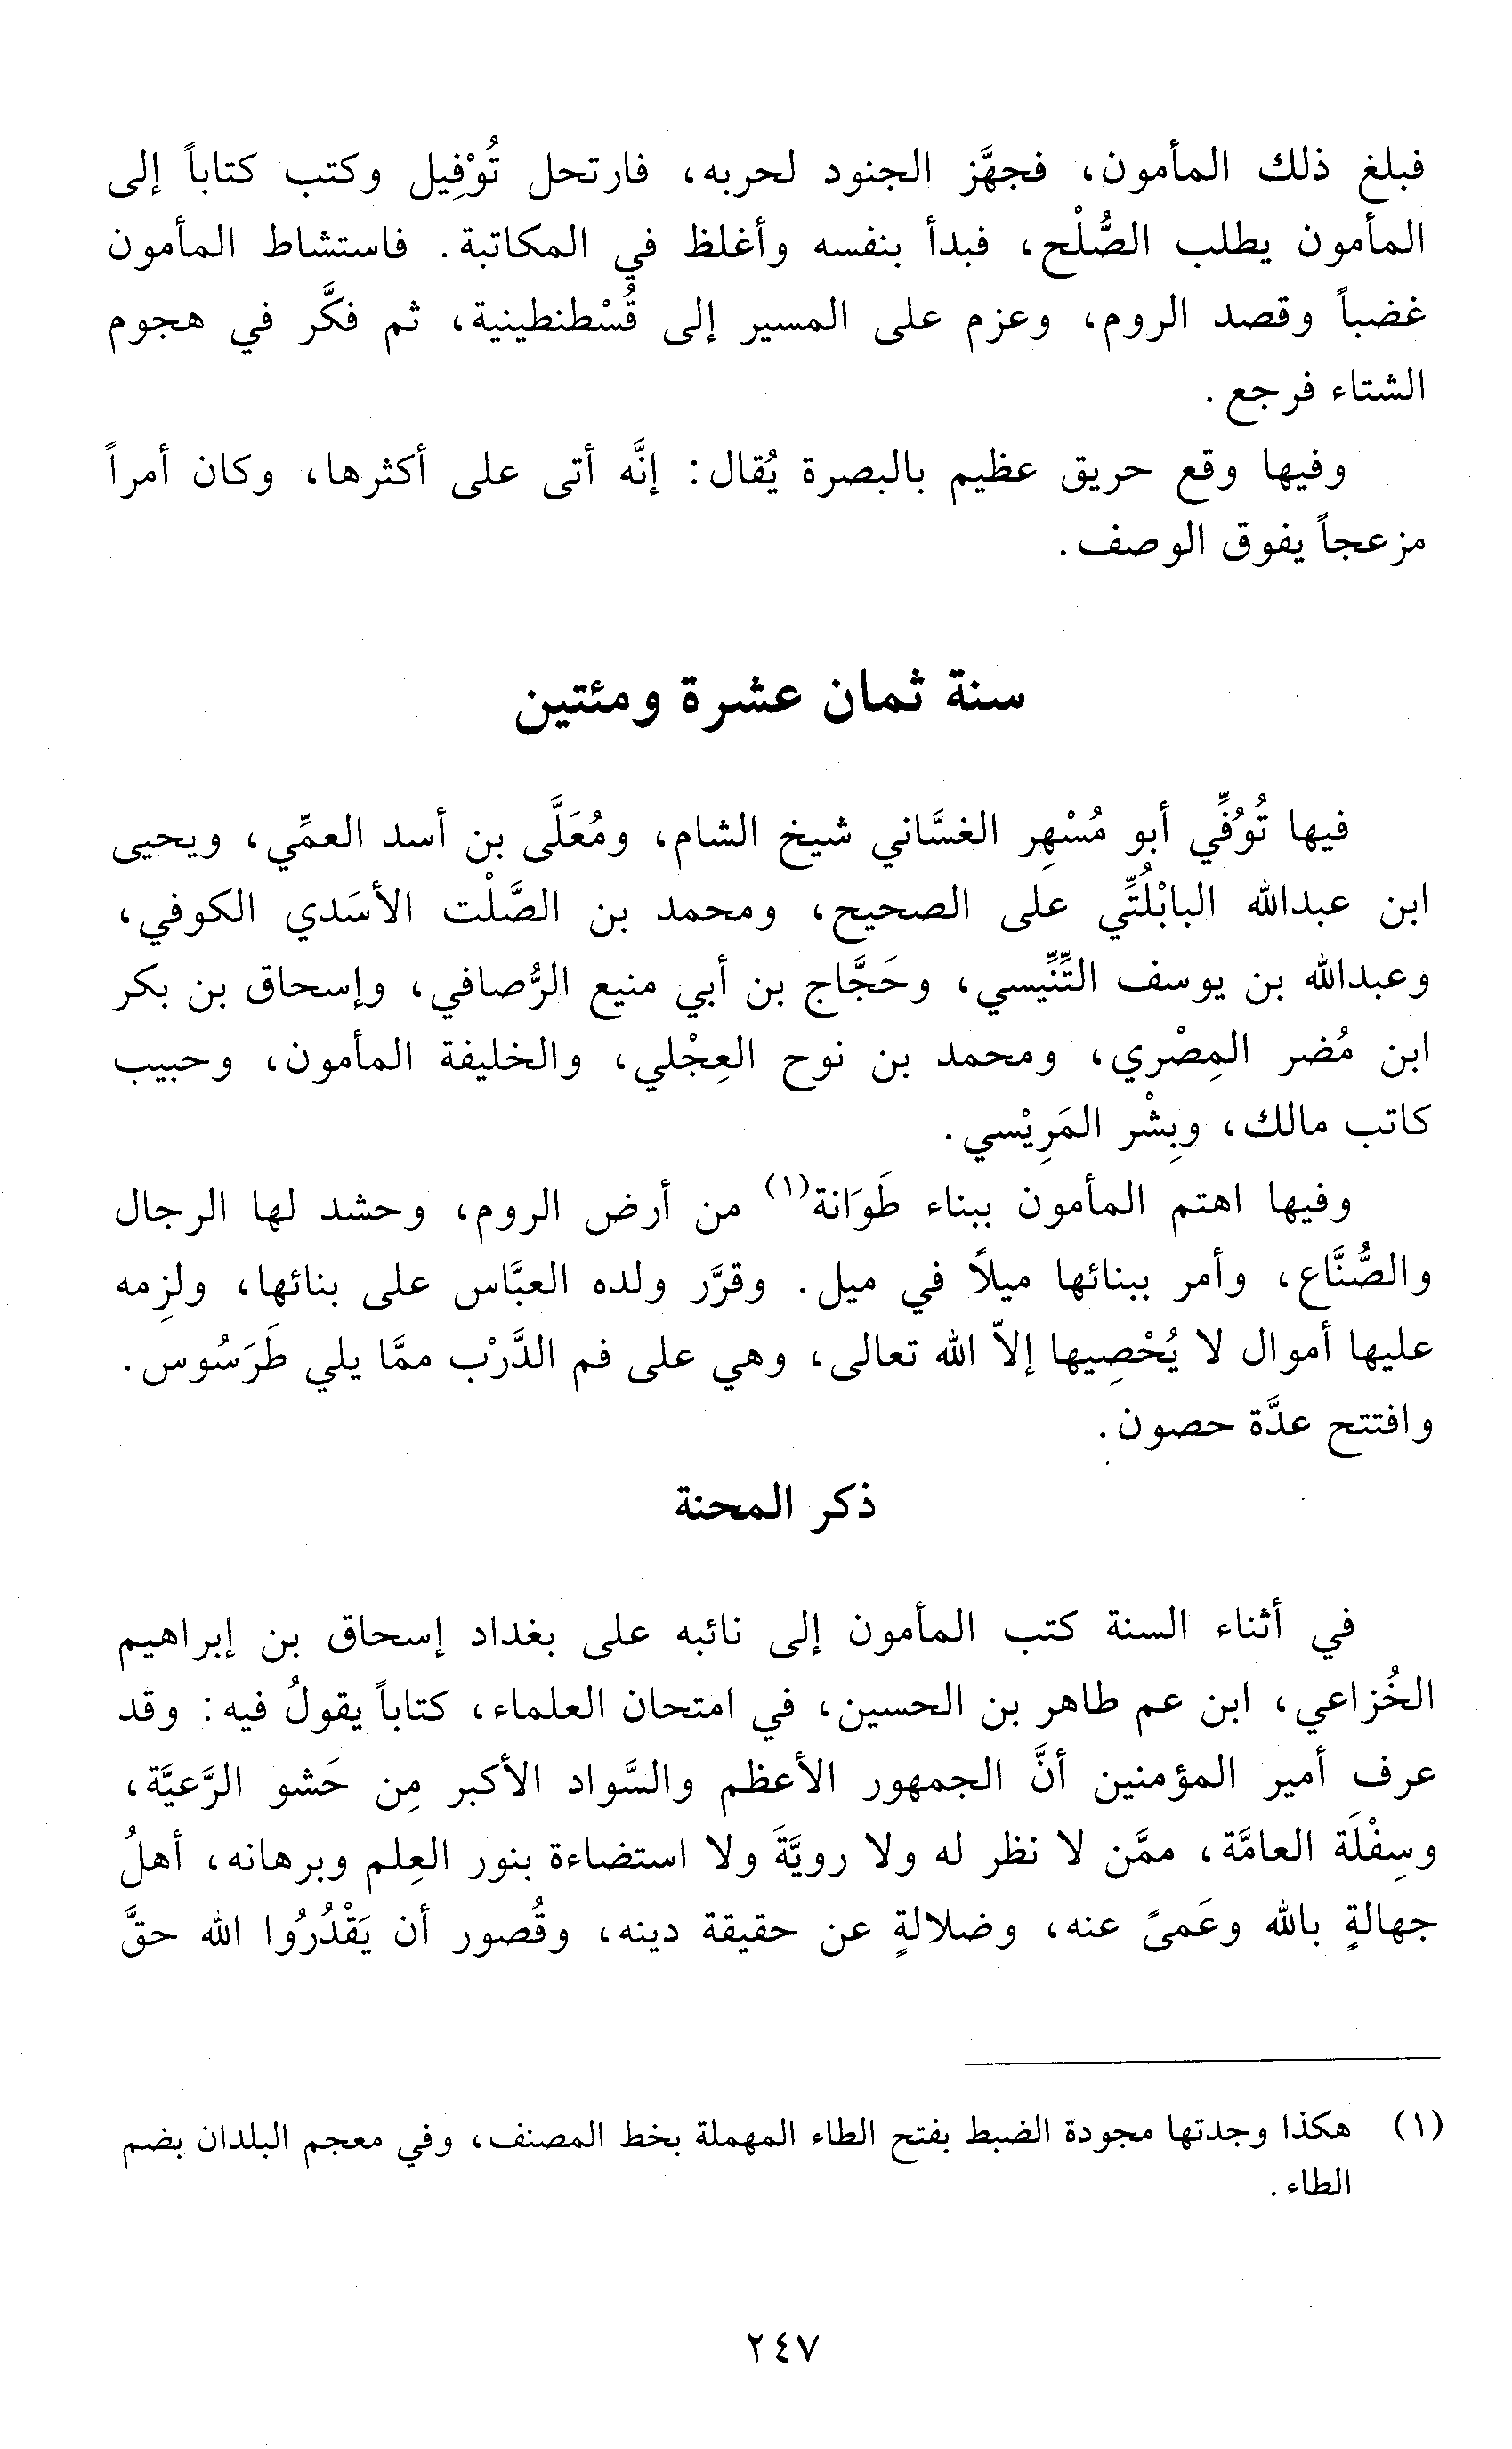 فبلغ ذلك المأمون، فجهَّز الجنود لحربه، فارتحل تُوْفِيل وكتب كتاباً إلى
المأمون يطلب الصُّلْح، فبدأ بنفسه وأغلظ في المكاتبة. فاستشاط المأمون
غضباً وقصد الروم، وعزم على المسير إلى قُسْطنطينية، ثم فكَّر في هجوم
الشتاء فرجع.
وفيها وقع حريق عظيم بالبصرة يُقال: إنَّه أتى على أكثرها، وكان أمراً
مزعجاً يفوق الوصف.
سنة ثمان عشرة ومئتين
فيها تُوُفِّي أبو مُسْهِر الغسَّاني شيخ الشام، ومُعَلَّى بن أسد العمِّي، ويحيى
ابن عبدالله البابْلُتِّي على الصحيح، ومحمد بن الصَّلْت الأسَدي الكوفي،
وعبدالله بن يوسف التِّنِّيسي، وحَجَّاج بن أبي منيع الرُّصافي، وإسحاق بن بكر
ابن مُضر المِصْري، ومحمد بن نوح العِجْلي، والخليفة المأمون، وحبيب
كاتب مالك، وبِشْر المَرِيْسي.
وفيها اهتم المأمون ببناء طَوَانة(١) من أرض الروم، وحشد لها الرجال
والصُّنَّاع، وأمر ببنائها ميلاً في ميل. وقرَّر ولده العبَّاس على بنائها، ولزِمه
عليها أموال لا يُحْصِيها إلاّ الله تعالى، وهي على فم الدَّرْب ممَّا يلي طَرَسُوس.
وافتتح عدَّة حصون.
ذكر المحنة
في أثناء السنة كتب المأمون إلى نائبه على بغداد إسحاق بن إبراهيم
الخُزاعي، ابن عم طاهر بن الحسين، في امتحان العلماء، كتاباً يقولُ فيه: وقد
عرف أمير المؤمنين أنَّ الجمهور الأعظم والسَّواد الأكبر مِن حَشو الرَّعيَّة،
وسِفْلَة العامَّة، ممَّن لا نظر له ولا رويَّةَ ولا استضاءة بنور العِلم وبرهانه، أهلُ
جهالةٍ بالله وعَمىً عنه، وضلالةٍ عن حقيقة دينه، وقُصور أن يَقْدُرُوا الله حقَّ
(١) هكذا وجدتها مجودة الضبط بفتح الطاء المهملة بخط المصنف، وفي معجم البلدان بضم
الطاء.
٢٤٧